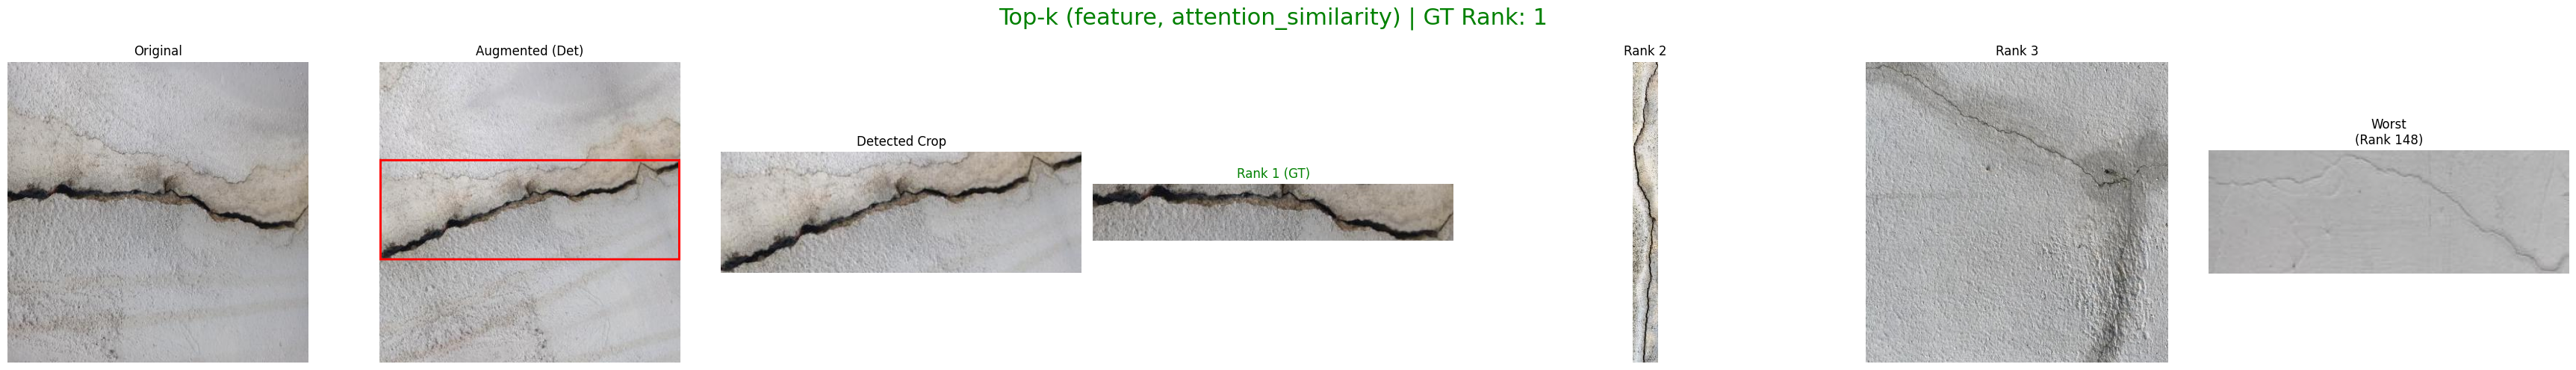 Top-k (feature, attention_similarity) | GT Rank: 1
Original
Augmented (Det)
Detected Crop
Rank 1 (GT)
Rank 2
Rank 3
Worst
(Rank 148)